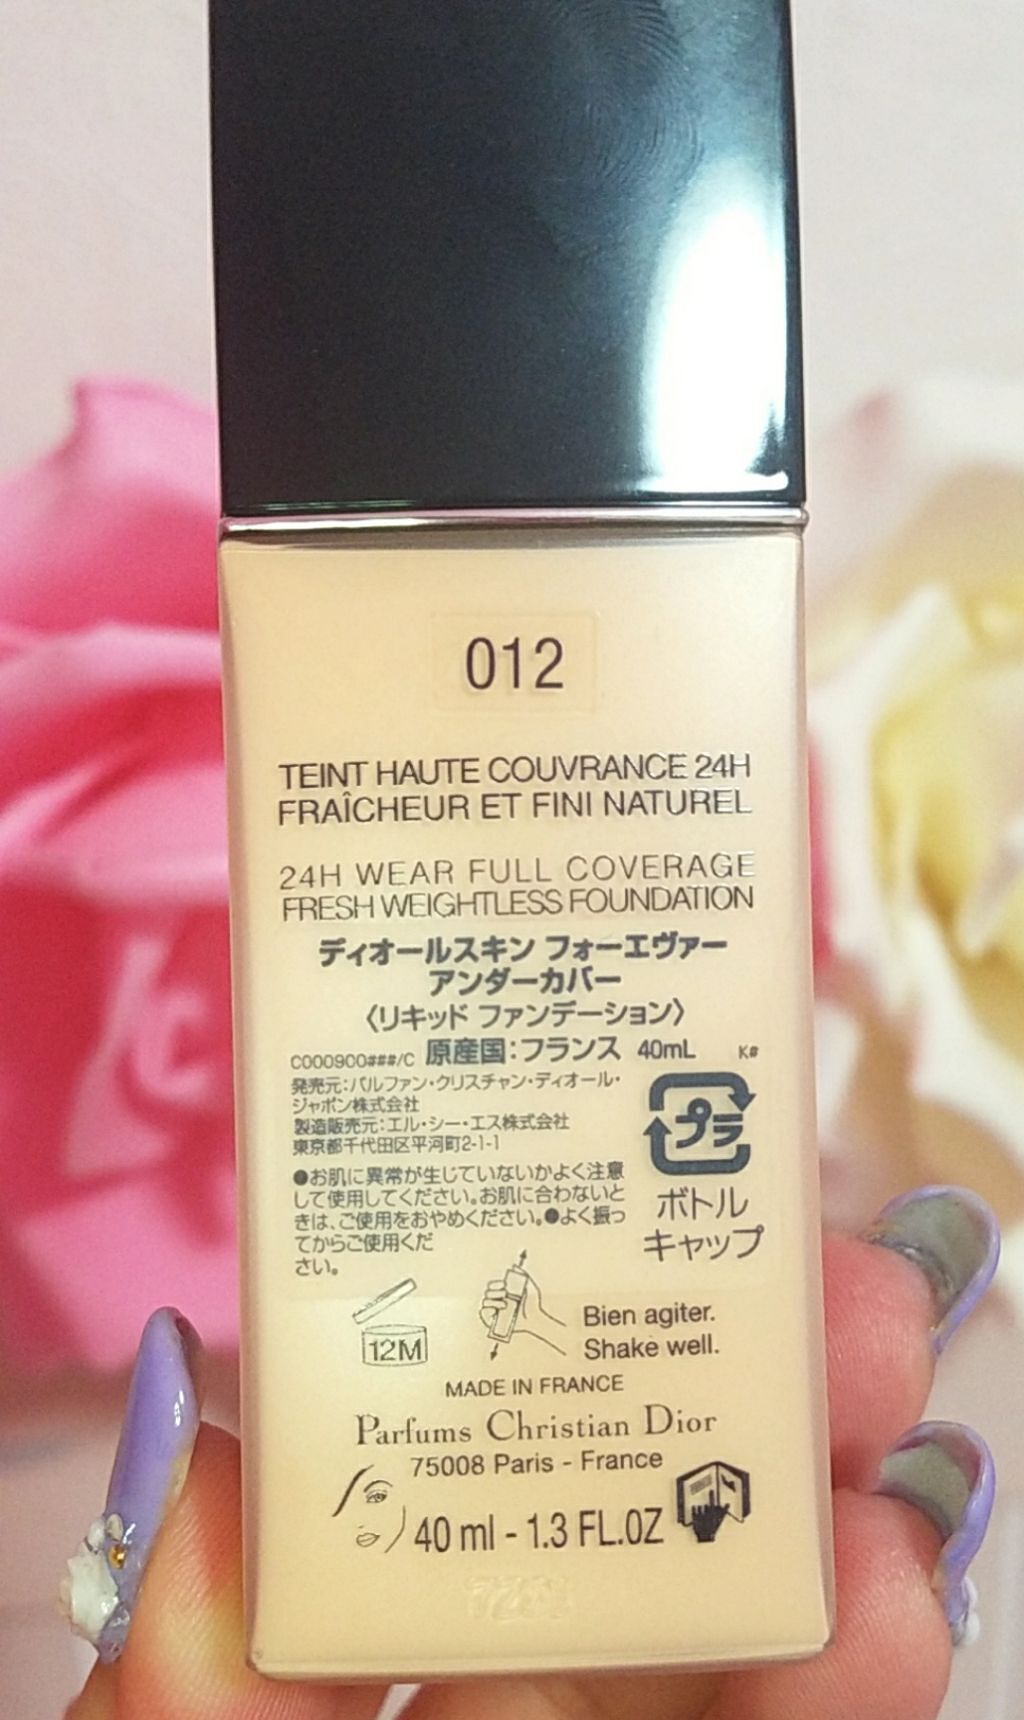 012
TEINT HAUTE COUVRANCE 24H
FRAÎCHEUR ET FINI NATUREL
24H WEAR FULL COVERAGE
FRESH WEIGHTLESS FOUNDATION
ディオールスキン フォーエヴァー
アンダーカバー
〈リキッド ファンデーション〉
C000900###/C 原産国:フランス 40mL K#
発売元:パルファン・クリスチャン・ディオール・
ジャポン株式会社
製造販売元:エル・シー・エス株式会社
東京都千代田区平河町2-1-1
プラ
ボトル
キャップ
●お肌に異常が生じていないかよく注意
して使用してください。お肌に合わないと
きは、ご使用をおやめください。●よく振っ
てからご使用くだ
さい。
12M
Bien agiter.
Shake well.
MADE IN FRANCE
Parfums Christian Dior
75008 Paris - France
40 ml - 1.3 FL.OZ